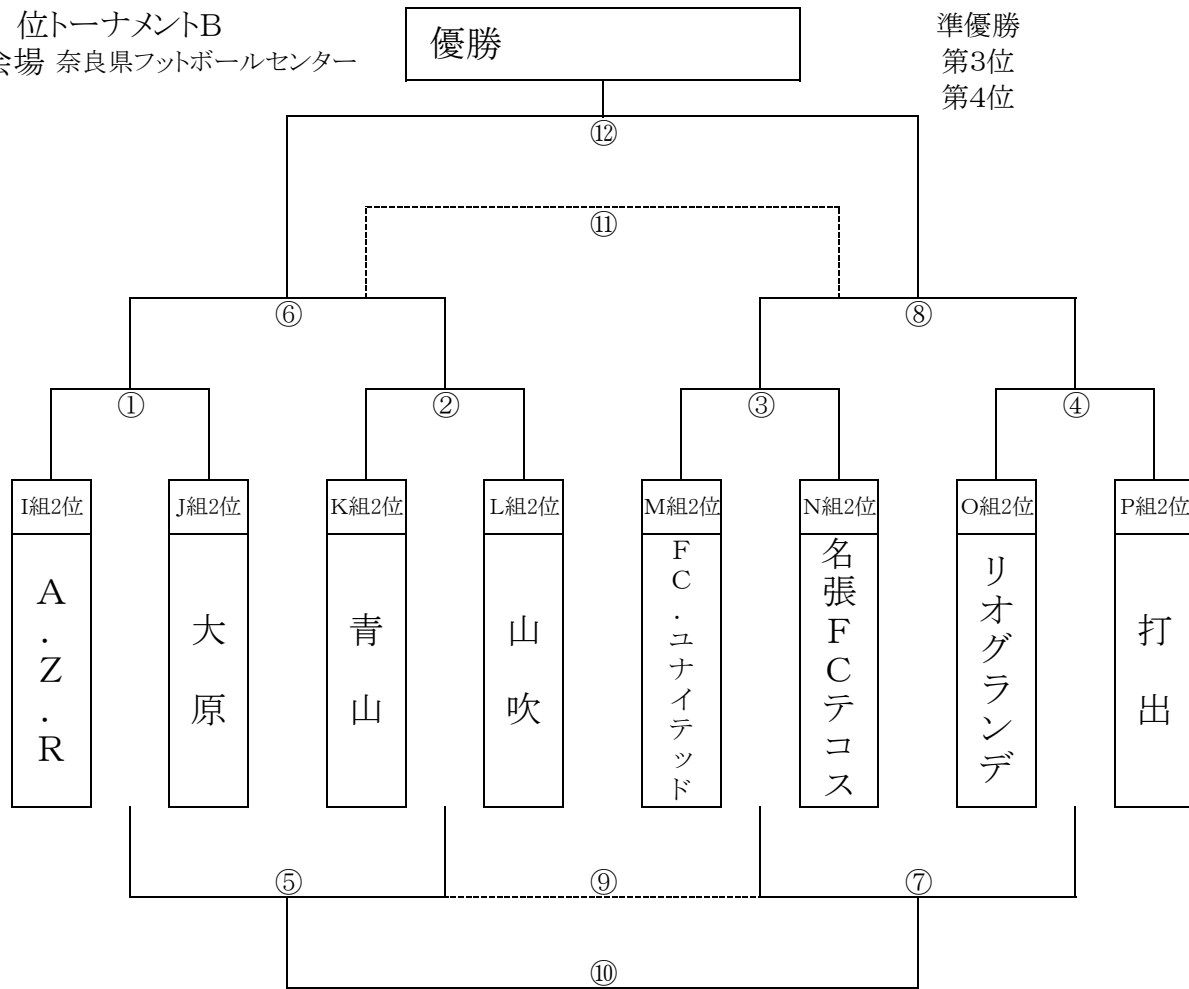 位トーナメントB
会場 奈良県フットボールセンター
優勝
準優勝
第3位
第4位
⑫
⑪
⑥
⑧
①
②
③
④
I組2位
J組2位
K組2位
L組2位
M組2位
N組2位
O組2位
P組2位
A.Z.R
大原
青山
山吹
FC.ユナイテッド
名張FCテコス
リオグランデ
打出
⑤
⑨
⑦
⑩